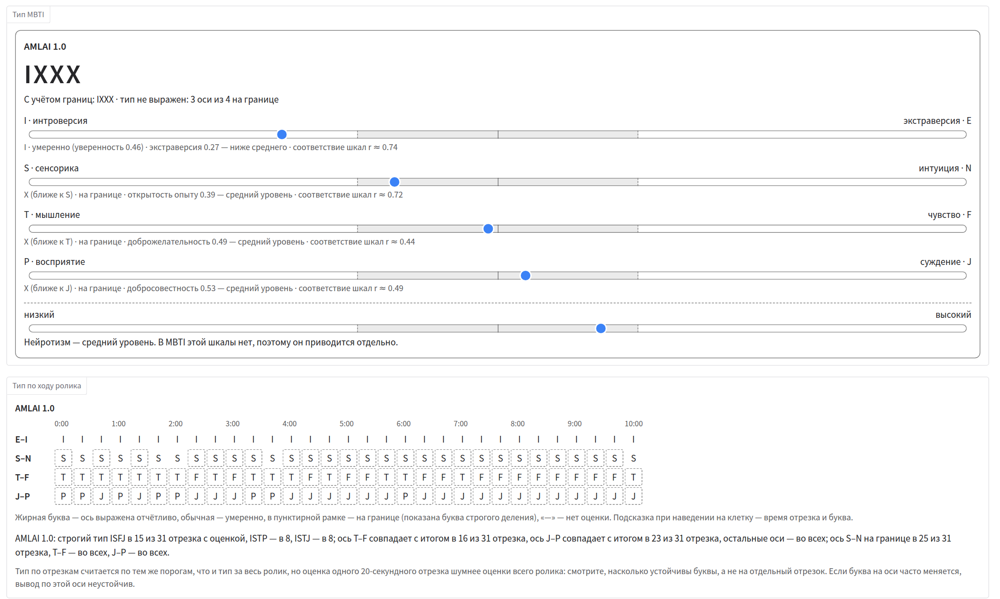 Тип MBTI
AMLAI 1.0
IXXX
С учётом границ: IXXX · тип не выражен: 3 оси из 4 на границе
I · интроверсия экстраверсия · E
I · умеренно (уверенность 0.46) · экстраверсия 0.27 — ниже среднего · соответствие шкал r ≈ 0.74
S · сенсорика интуиция · N
X (ближе к S) · на границе · открытость опыту 0.39 — средний уровень · соответствие шкал r ≈ 0.72
T · мышление чувство · F
X (ближе к T) · на границе · доброжелательность 0.49 — средний уровень · соответствие шкал r ≈ 0.44
P · восприятие суждение · J
X (ближе к J) · на границе · добросовестность 0.53 — средний уровень · соответствие шкал r ≈ 0.49
низкий высокий
Нейротизм — средний уровень. В MBTI этой шкалы нет, поэтому он приводится отдельно.
Тип по ходу ролика
AMLAI 1.0
0:00 1:00 2:00 3:00 4:00 5:00 6:00 7:00 8:00 9:00 10:00
E–I I I I I I I I I I I I I I I I I I I I I I I I I I I I I I I I
S–N S S S S S S S S S S S S S S S S S S S S S S S S S S S S S S S
T–F T T T T T T T F T F T T T F T F F T T F F T F F F F F F F F T
J–P P P J P J P P J J J P P J J J J J J P J J J J J J J J J J J J
Жирная буква — ось выражена отчётливо, обычная — умеренно, в пунктирной рамке — на границе (показана буква строгого деления), «—» — нет оценки. Подсказка при наведении на клетку — время отрезка и буква.
AMLAI 1.0: строгий тип ISFJ в 15 из 31 отрезка с оценкой, ISTP — в 8, ISTJ — в 8; ось T–F совпадает с итогом в 16 из 31 отрезка, ось J–P совпадает с итогом в 23 из 31 отрезка, остальные оси — во всех; ось S–N на границе в 25 из 31
отрезка, T–F — во всех, J–P — во всех.
Тип по отрезкам считается по тем же порогам, что и тип за весь ролик, но оценка одного 20-секундного отрезка шумнее оценки всего ролика: смотрите, насколько устойчивы буквы, а не на отдельный отрезок. Если буква на оси часто меняется,
вывод по этой оси неустойчив.